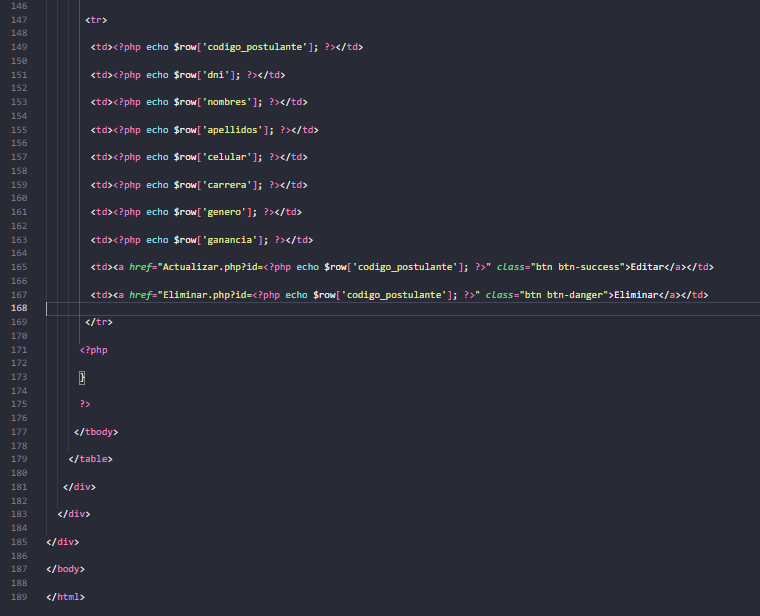 146
147 <tr>
148
149 <td><?php echo $row['codigo_postulante']; ?></td>
150
151 <td><?php echo $row['dni']; ?></td>
152
153 <td><?php echo $row['nombres']; ?></td>
154
155 <td><?php echo $row['apellidos']; ?></td>
156
157 <td><?php echo $row['celular']; ?></td>
158
159 <td><?php echo $row['carrera']; ?></td>
160
161 <td><?php echo $row['genero']; ?></td>
162
163 <td><?php echo $row['ganancia']; ?></td>
164
165 <td><a href="Actualizar.php?id=<?php echo $row['codigo_postulante']; ?>" class="btn btn-success">Editar</a></td>
166
167 <td><a href="Eliminar.php?id=<?php echo $row['codigo_postulante']; ?>" class="btn btn-danger">Eliminar</a></td>
168
169 </tr>
170
171 <?php
172
173 }
174
175 ?>
176
177 </tbody>
178
179 </table>
180
181 </div>
182
183 </div>
184
185 </div>
186
187 </body>
188
189 </html>